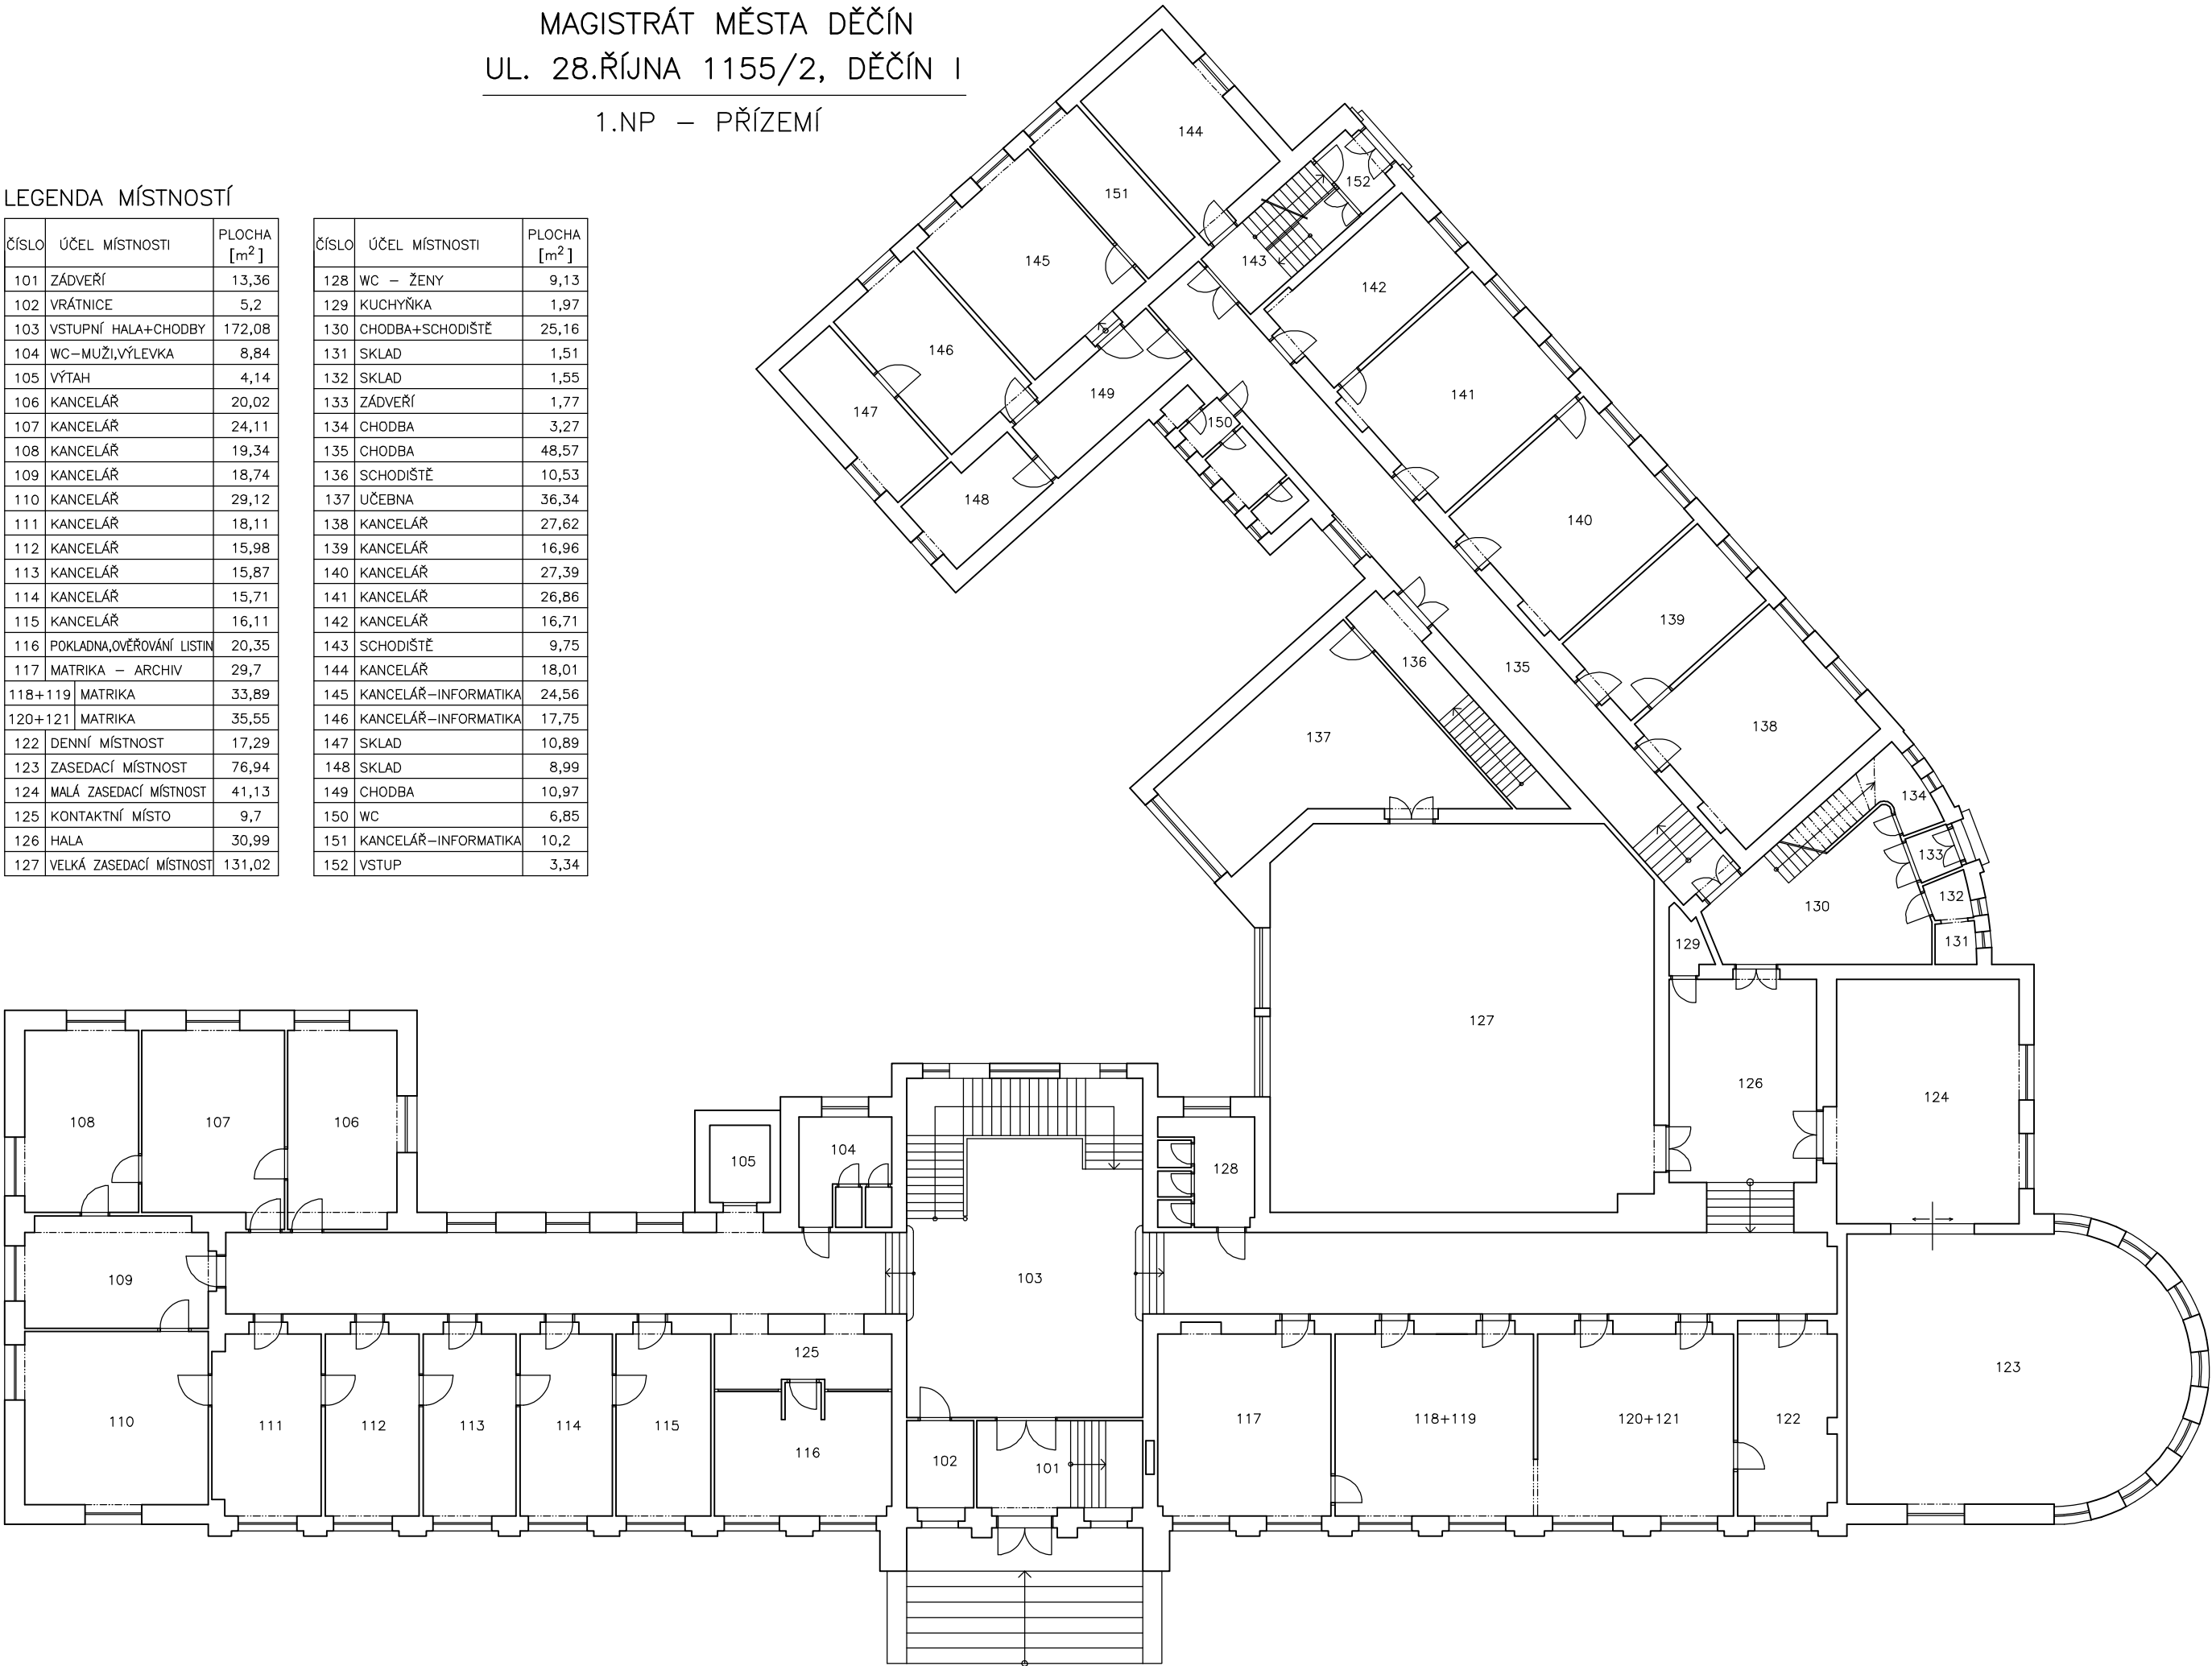 MAGISTRÁT MĚSTA DĚČÍN
UL. 28.ŘÍJNA 1155/2, DĚČÍN I
1.NP – PŘÍZEMÍ
LEGENDA MÍSTNOSTÍ
ČÍSLO ÚČEL MÍSTNOSTI PLOCHA [m²]
101 ZÁDVEŘÍ 13,36
102 VRÁTNICE 5,2
103 VSTUPNÍ HALA+CHODBY 172,08
104 WC–MUŽI,VÝLEVKA 8,84
105 VÝTAH 4,14
106 KANCELÁŘ 20,02
107 KANCELÁŘ 24,11
108 KANCELÁŘ 19,34
109 KANCELÁŘ 18,74
110 KANCELÁŘ 29,12
111 KANCELÁŘ 18,11
112 KANCELÁŘ 15,98
113 KANCELÁŘ 15,87
114 KANCELÁŘ 15,71
115 KANCELÁŘ 16,11
116 POKLADNA,OVĚŘOVÁNÍ LISTIN 20,35
117 MATRIKA – ARCHIV 29,7
118+119 MATRIKA 33,89
120+121 MATRIKA 35,55
122 DENNÍ MÍSTNOST 17,29
123 ZASEDACÍ MÍSTNOST 76,94
124 MALÁ ZASEDACÍ MÍSTNOST 41,13
125 KONTAKTNÍ MÍSTO 9,7
126 HALA 30,99
127 VELKÁ ZASEDACÍ MÍSTNOST 131,02
ČÍSLO ÚČEL MÍSTNOSTI PLOCHA [m²]
128 WC – ŽENY 9,13
129 KUCHYŇKA 1,97
130 CHODBA+SCHODIŠTĚ 25,16
131 SKLAD 1,51
132 SKLAD 1,55
133 ZÁDVEŘÍ 1,77
134 CHODBA 3,27
135 CHODBA 48,57
136 SCHODIŠTĚ 10,53
137 UČEBNA 36,34
138 KANCELÁŘ 27,62
139 KANCELÁŘ 16,96
140 KANCELÁŘ 27,39
141 KANCELÁŘ 26,86
142 KANCELÁŘ 16,71
143 SCHODIŠTĚ 9,75
144 KANCELÁŘ 18,01
145 KANCELÁŘ–INFORMATIKA 24,56
146 KANCELÁŘ–INFORMATIKA 17,75
147 SKLAD 10,89
148 SKLAD 8,99
149 CHODBA 10,97
150 WC 6,85
151 KANCELÁŘ–INFORMATIKA 10,2
152 VSTUP 3,34
144
152
151
145
143
142
146
149
141
147
150
148
140
139
135
136
138
137
134
133
132
130
131
129
127
126
124
108
107
106
104
105
128
109
103
125
123
110
111
112
113
114
115
116
102
101
117
118+119
120+121
122